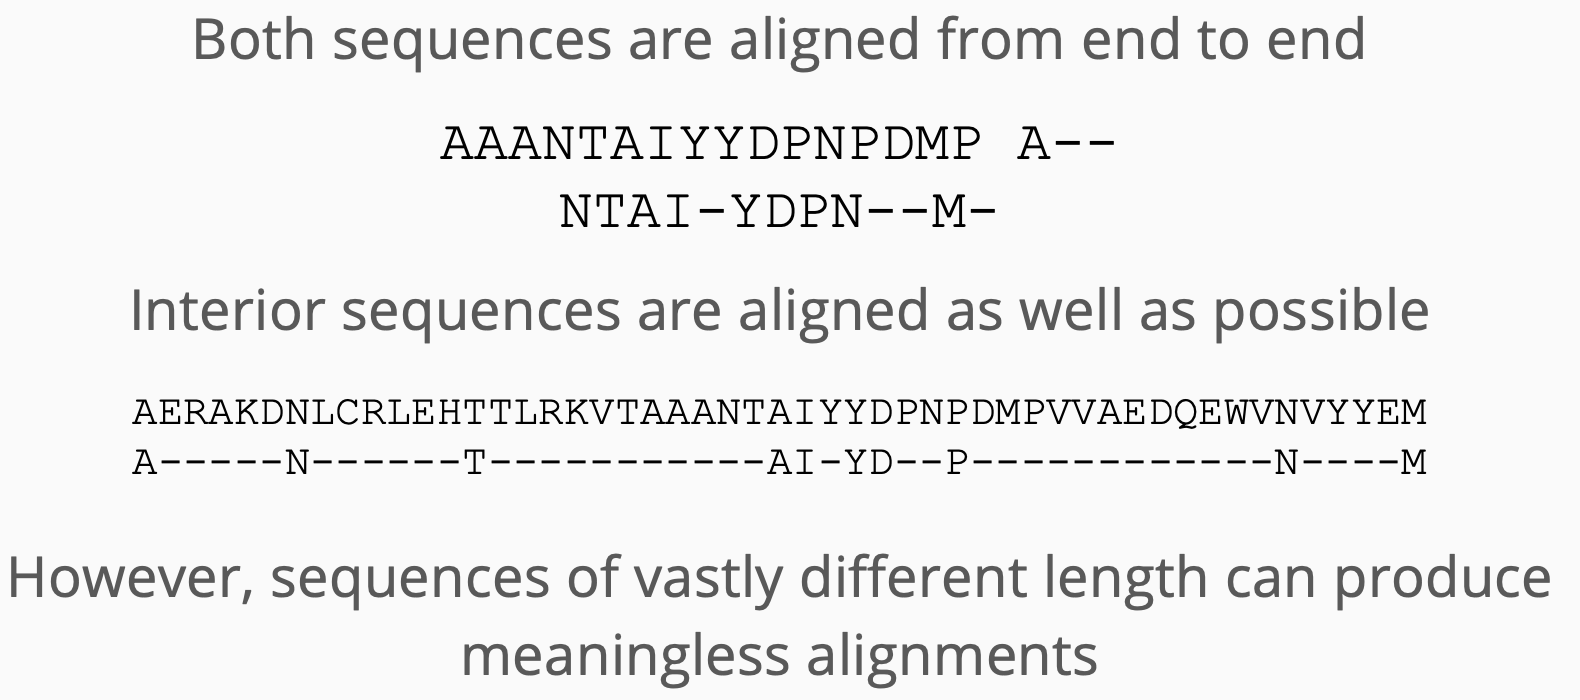 Both sequences are aligned from end to end
AAANTAIYYDPNPDMP A--
NTAI-YDPN--M-
Interior sequences are aligned as well as possible
AERAKDNLCRLEHTTLRKVTAAANTAIYYDPNPDMPVVAEDQEWVNVYYEM
A-----N------T-----------AI-YD--P------------N----M
However, sequences of vastly different length can produce
meaningless alignments